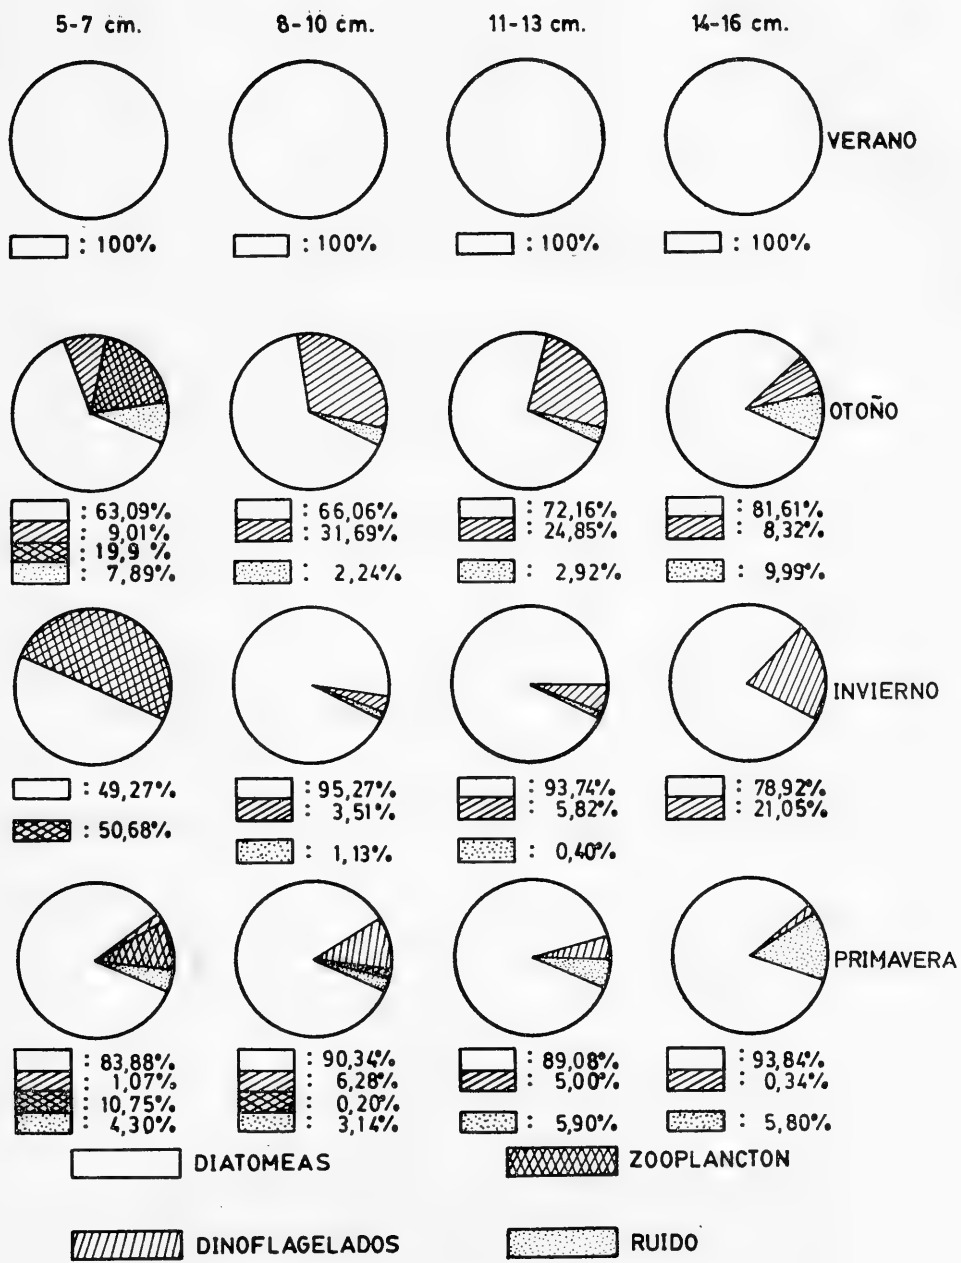 5-7 cm. 8-10 cm. 11-13 cm. 14-16 cm.
VERANO
: 100% : 100% : 100% : 100%
OTOÑO
: 63,09% : 66,06% : 72,16% : 81,61%
: 9,01% : 31,69% : 24,85% : 8,32%
: 19,9 %
: 7,89% : 2,24% : 2,92% : 9,99%
INVIERNO
: 49,27% : 95,27% : 93,74% : 78,92%
: 3,51% : 5,82% : 21,05%
: 50,68%
: 1,13% : 0,40%
PRIMAVERA
: 83,88% : 90,34% : 89,08% : 93,84%
: 1,07% : 6,28% : 5,00% : 0,34%
: 10,75% : 0,20%
: 4,30% : 3,14% : 5,90% : 5,80%
DIATOMEAS ZOOPLANCTON
DINOFLAGELADOS RUIDO